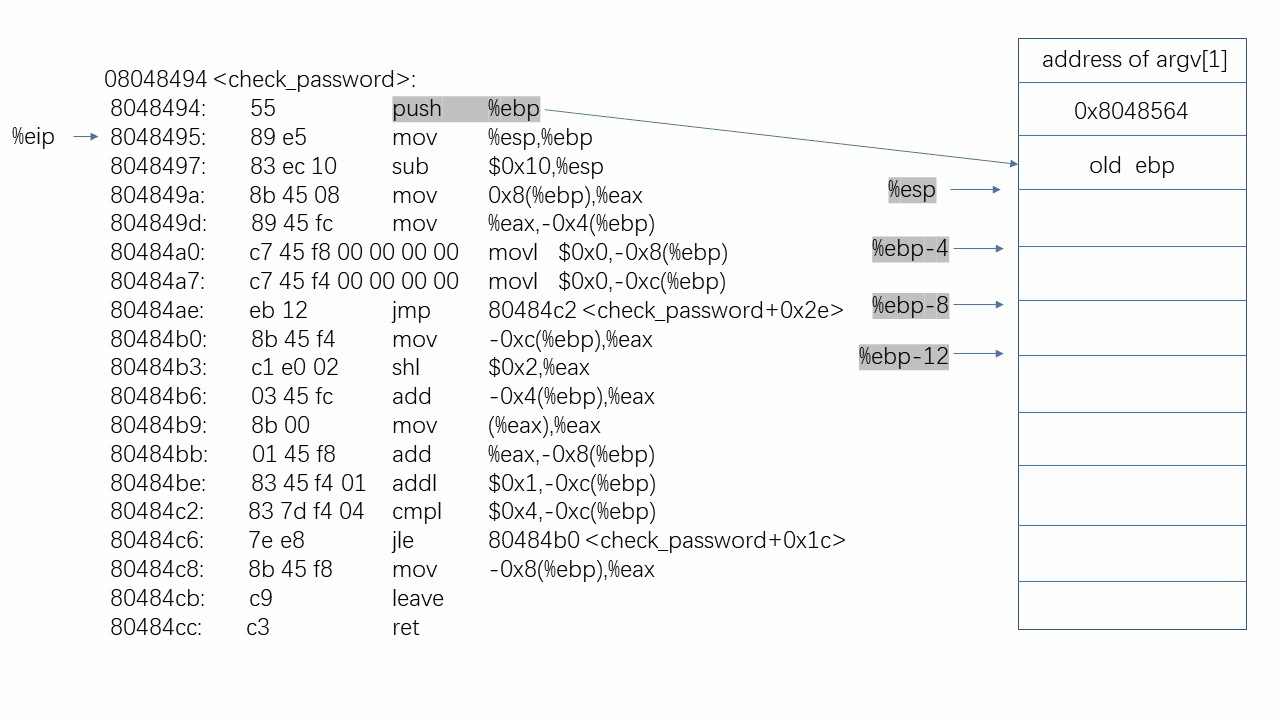 08048494 <check_password>:
8048494: 55 push %ebp
%eip 8048495: 89 e5 mov %esp,%ebp
8048497: 83 ec 10 sub $0x10,%esp
804849a: 8b 45 08 mov 0x8(%ebp),%eax
804849d: 89 45 fc mov %eax,-0x4(%ebp)
80484a0: c7 45 f8 00 00 00 00 movl $0x0,-0x8(%ebp)
80484a7: c7 45 f4 00 00 00 00 movl $0x0,-0xc(%ebp)
80484ae: eb 12 jmp 80484c2 <check_password+0x2e>
80484b0: 8b 45 f4 mov -0xc(%ebp),%eax
80484b3: c1 e0 02 shl $0x2,%eax
80484b6: 03 45 fc add -0x4(%ebp),%eax
80484b9: 8b 00 mov (%eax),%eax
80484bb: 01 45 f8 add %eax,-0x8(%ebp)
80484be: 83 45 f4 01 addl $0x1,-0xc(%ebp)
80484c2: 83 7d f4 04 cmpl $0x4,-0xc(%ebp)
80484c6: 7e e8 jle 80484b0 <check_password+0x1c>
80484c8: 8b 45 f8 mov -0x8(%ebp),%eax
80484cb: c9 leave
80484cc: c3 ret
%esp
%ebp-4
%ebp-8
%ebp-12
address of argv[1]
0x8048564
old ebp